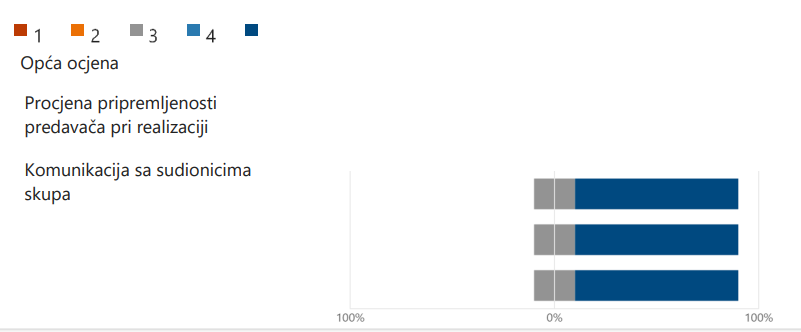 1 2 3 4
Opća ocjena
Procjena pripremljenosti
predavača pri realizaciji
Komunikacija sa sudionicima
skupa
100% 0% 100%